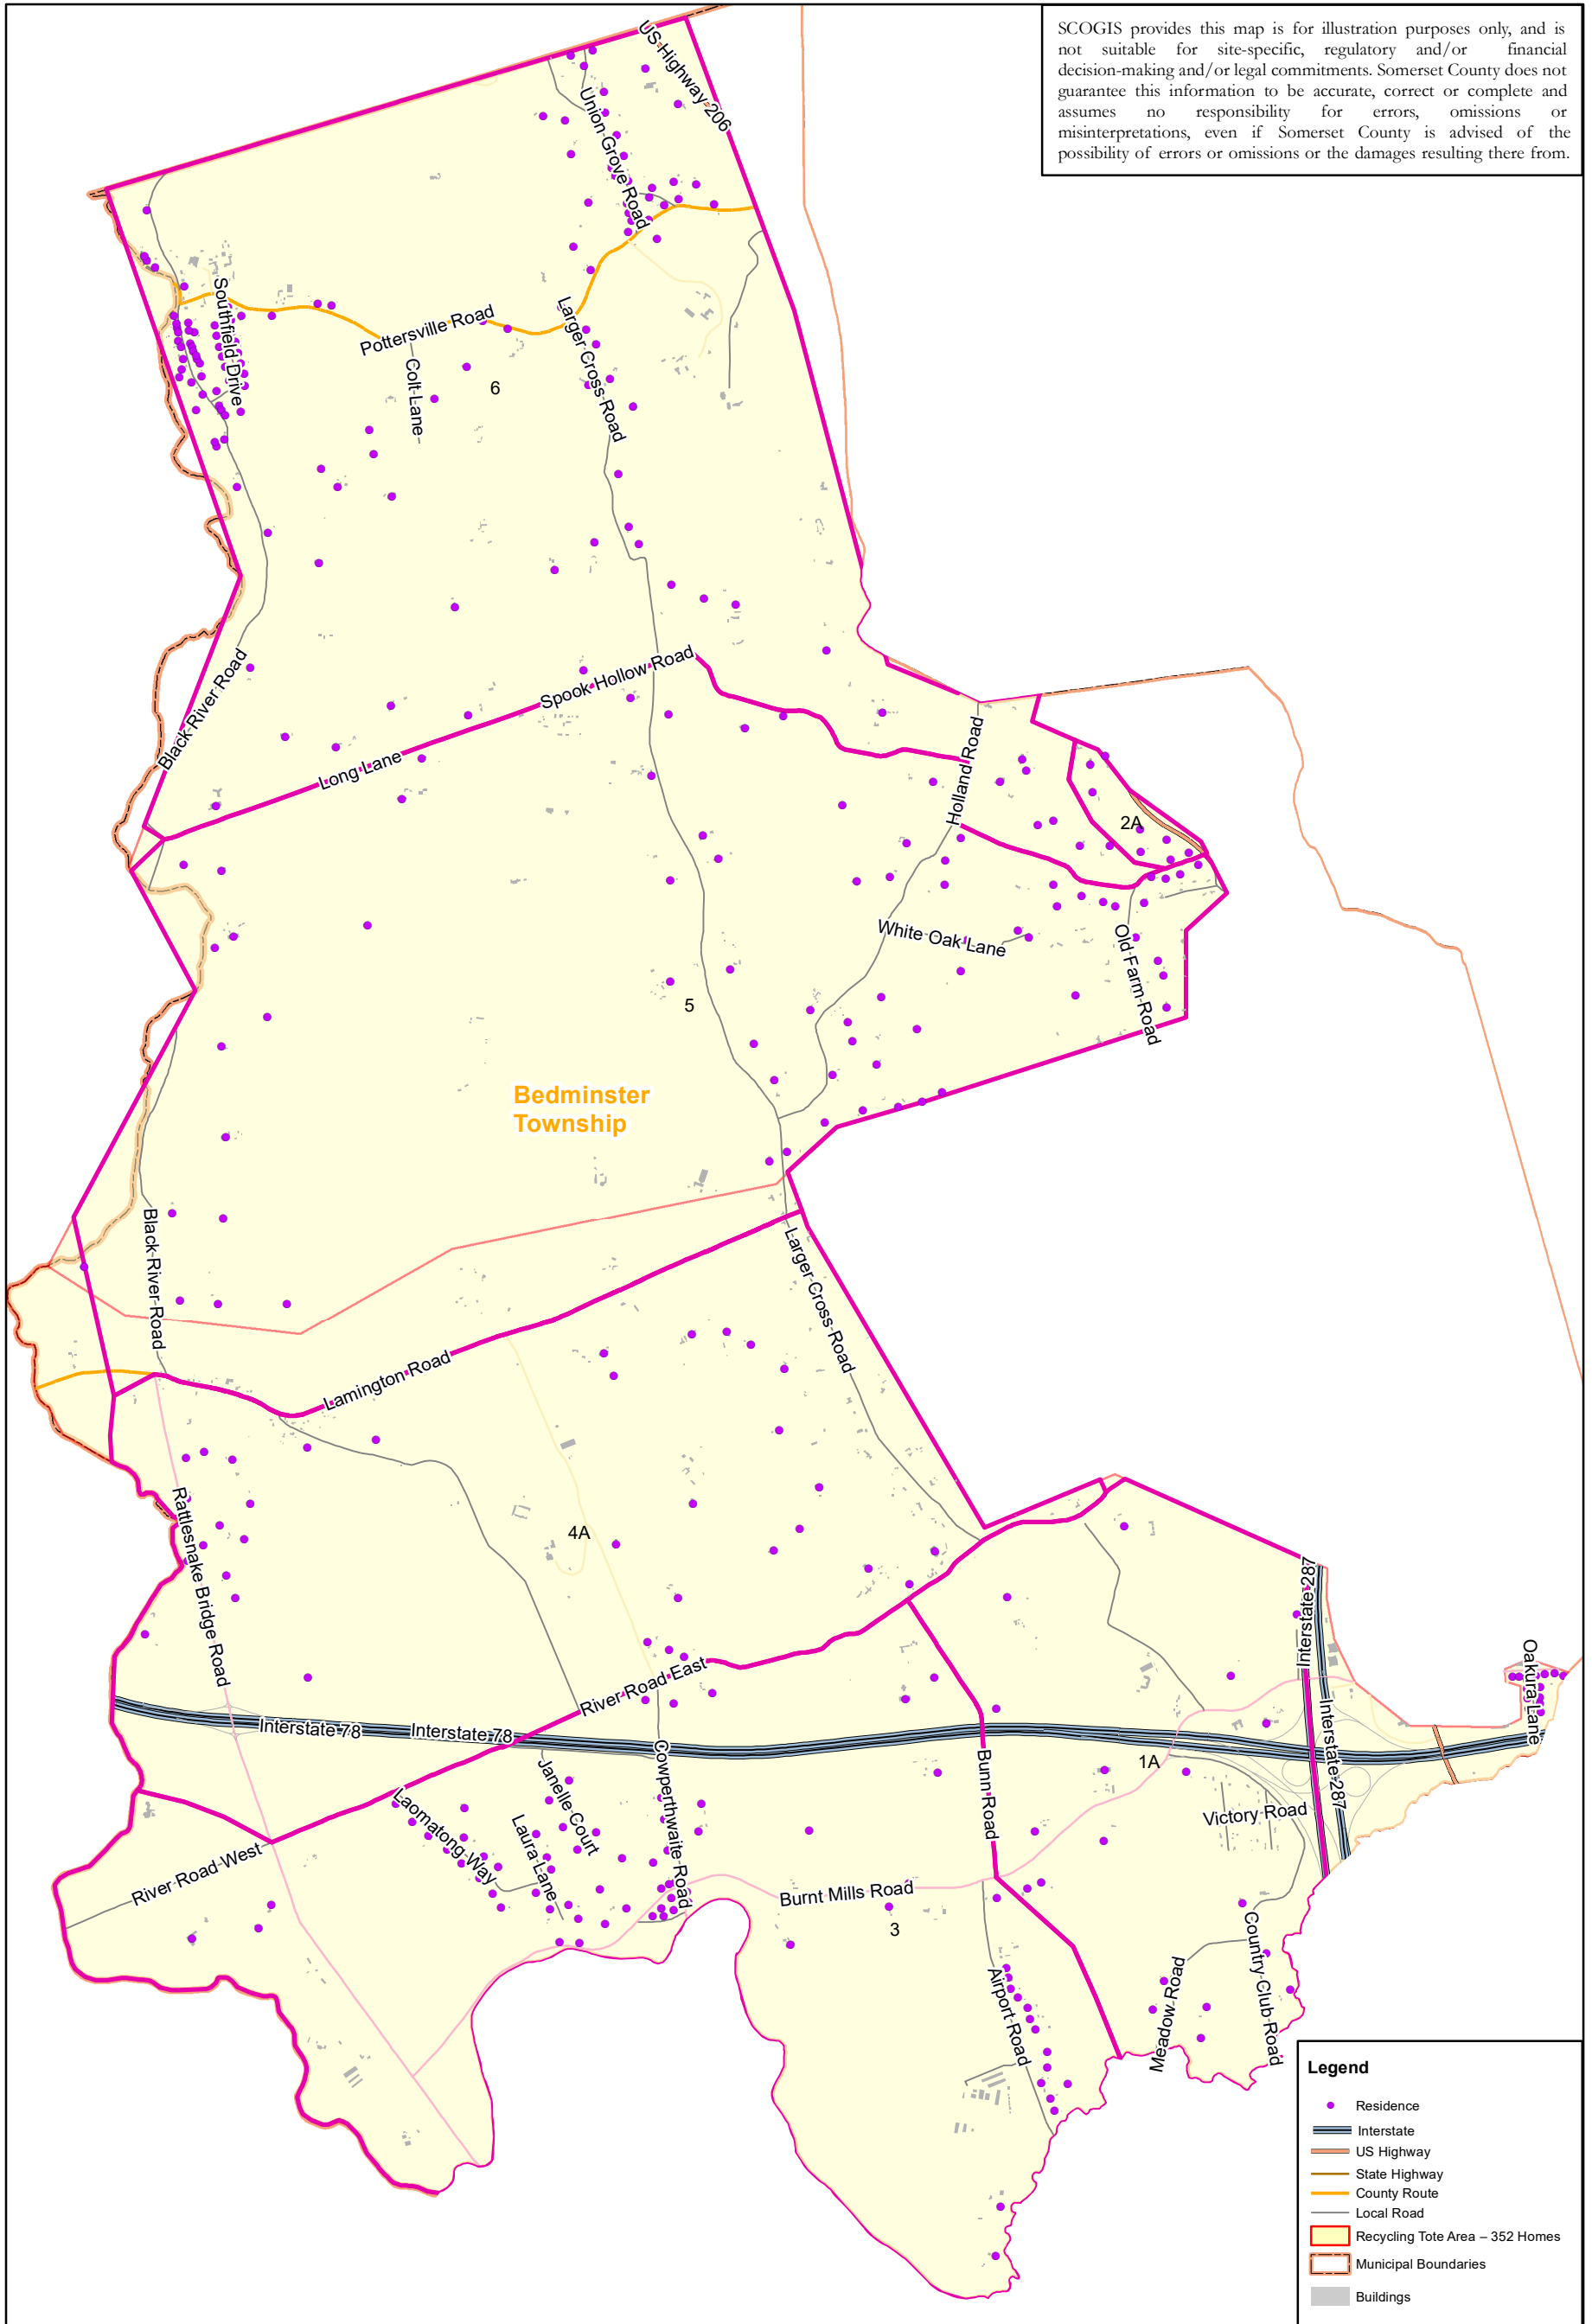 SCOGIS provides this map is for illustration purposes only, and is
not suitable for site-specific, regulatory and/or financial
decision-making and/or legal commitments. Somerset County does not
guarantee this information to be accurate, correct or complete and
assumes no responsibility for errors, omissions or
misinterpretations, even if Somerset County is advised of the
possibility of errors or omissions or the damages resulting there from.
US Highway 206
Union Grove Road
Southfield Drive
Pottersville Road
Larger Cross Road
Colt Lane
6
Black River Road
Spook Hollow Road
Long Lane
Holland Road
2A
White Oak Lane
Old Farm Road
5
Bedminster
Township
Black River Road
Larger Cross Road
Lamington Road
4A
Rattlesnake Bridge Road
Interstate 287
Oakura Lane
River Road East
Interstate 78
Interstate 78
Interstate 287
Cowperthwaite Road
Janelle Court
Bunn Road
1A
Laomatong Way
Laura Lane
Victory Road
River Road West
Burnt Mills Road
3
Airport Road
Meadow Road
Country Club Road
Legend
Residence
Interstate
US Highway
State Highway
County Route
Local Road
Recycling Tote Area – 352 Homes
Municipal Boundaries
Buildings